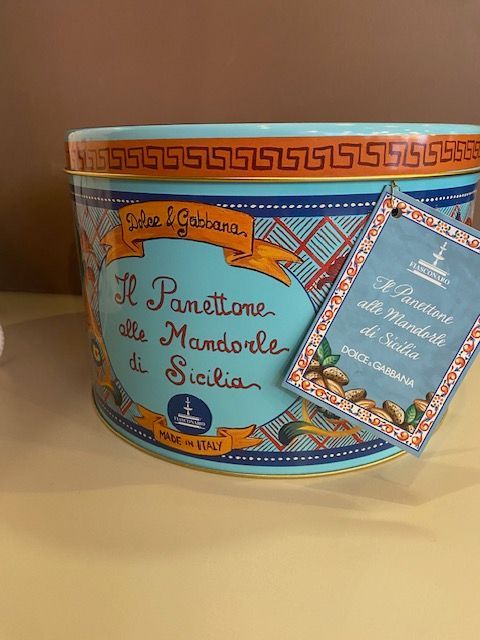 Dolce & Gabbana
Il Panettone
alle Mandorle
di Sicilia
FIASCONARO
MADE IN ITALY
FIASCONARO
Il Panettone
alle Mandorle
di Sicilia
DOLCE & GABBANA